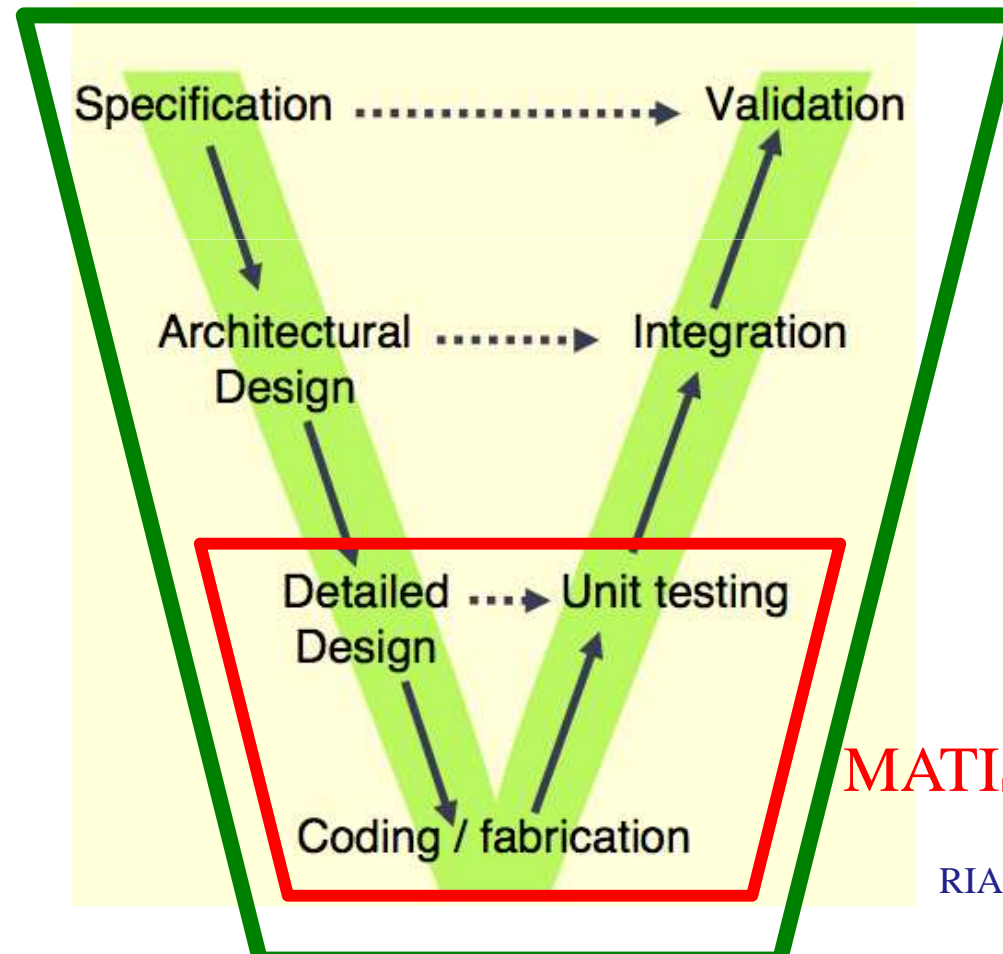 Specification
Validation
Architectural
Design
Integration
Detailed
Design
Unit testing
Coding / fabrication